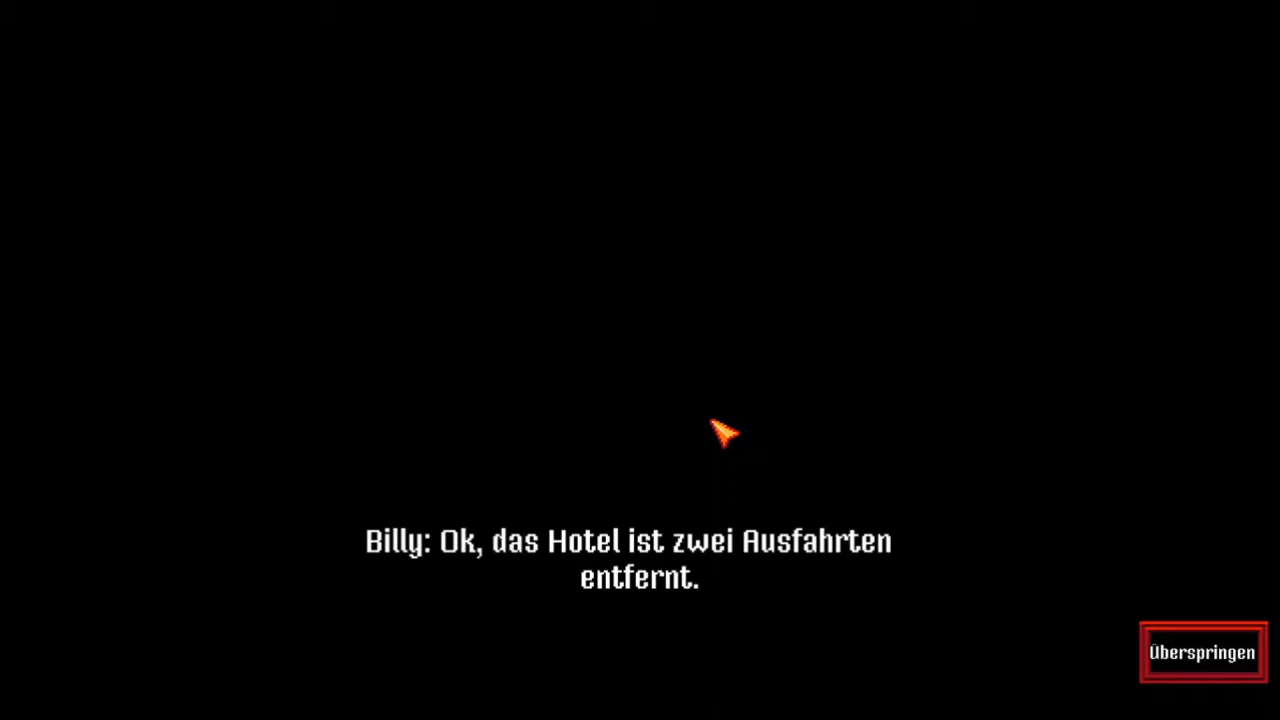 Billy: Ok, das Hotel ist zwei Ausfahrten
entfernt.
Überspringen